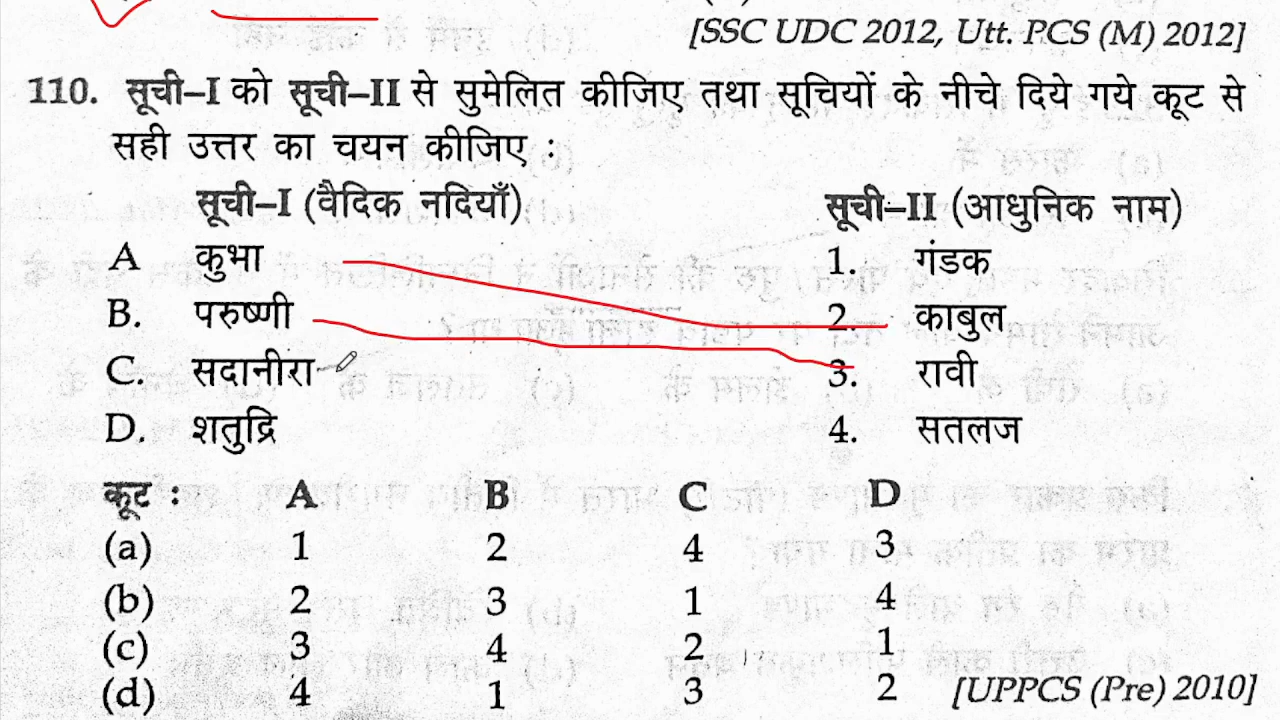 [SSC UDC 2012, Utt. PCS (M) 2012]
110. सूची–I को सूची–II से सुमेलित कीजिए तथा सूचियों के नीचे दिये गये कूट से
सही उत्तर का चयन कीजिए :
सूची–I (वैदिक नदियाँ) सूची–II (आधुनिक नाम)
A कुभा 1. गंडक
B. परुष्णी 2. काबुल
C. सदानीरा 3. रावी
D. शतुद्रि 4. सतलज
कूट : A B C D
(a) 1 2 4 3
(b) 2 3 1 4
(c) 3 4 2 1
(d) 4 1 3 2 [UPPCS (Pre) 2010]